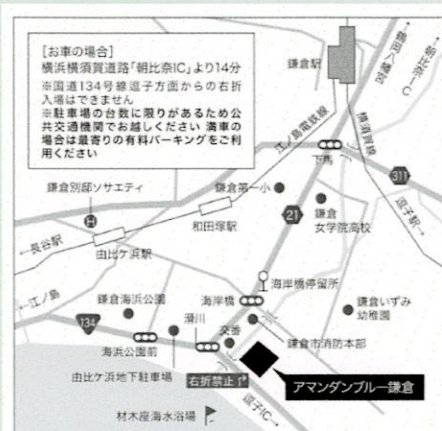 [お車の場合]
横浜横須賀道路「朝比奈IC」より14分
※国道134号線逗子方面からの右折
入場はできません
※駐車場の台数に限りがあるため公
共交通機関でお越しください 満車の
場合は最寄りの有料パーキングをご利
用ください
↑鶴岡八幡宮
↑朝比奈IC
鎌倉駅
江ノ島電鉄線
横須賀線
下馬
311
鎌倉別邸ソサエティ
鎌倉第一小
H
21
鎌倉
女学院高校
逗子駅→
和田塚駅
←長谷駅
由比ケ浜駅
海岸橋停留所
←江ノ島
鎌倉海浜公園
海岸橋
鎌倉いずみ
幼稚園
134
滑川
交番
鎌倉市消防本部
海浜公園前
由比ケ浜地下駐車場
右折禁止
アマンダンブルー鎌倉
材木座海水浴場
逗子IC→